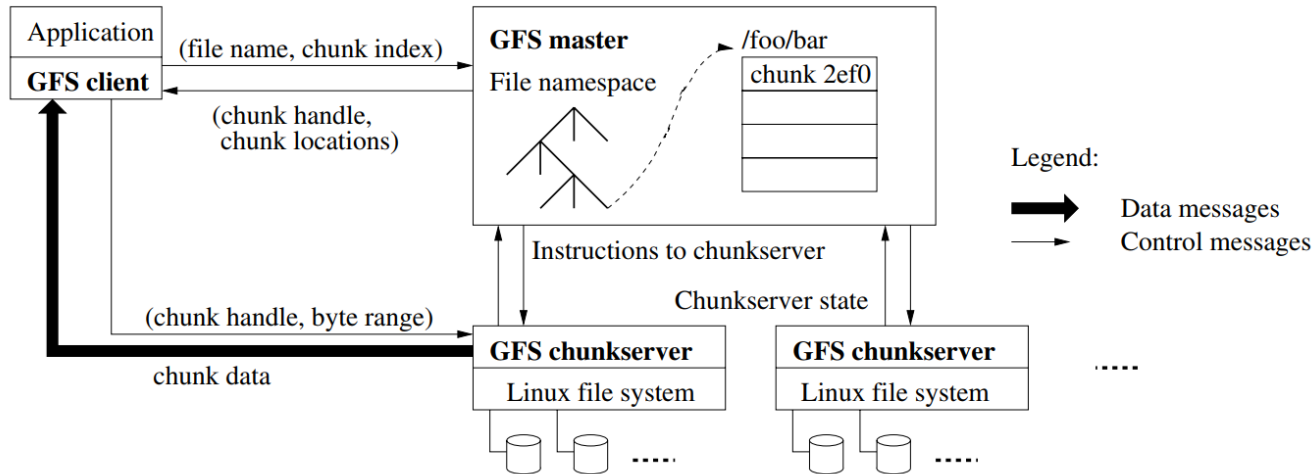 Application
GFS client
(file name, chunk index)
(chunk handle,
chunk locations)
GFS master
File namespace
/foo/bar
chunk 2ef0
Legend:
Data messages
Control messages
Instructions to chunkserver
Chunkserver state
(chunk handle, byte range)
chunk data
GFS chunkserver
Linux file system
GFS chunkserver
Linux file system